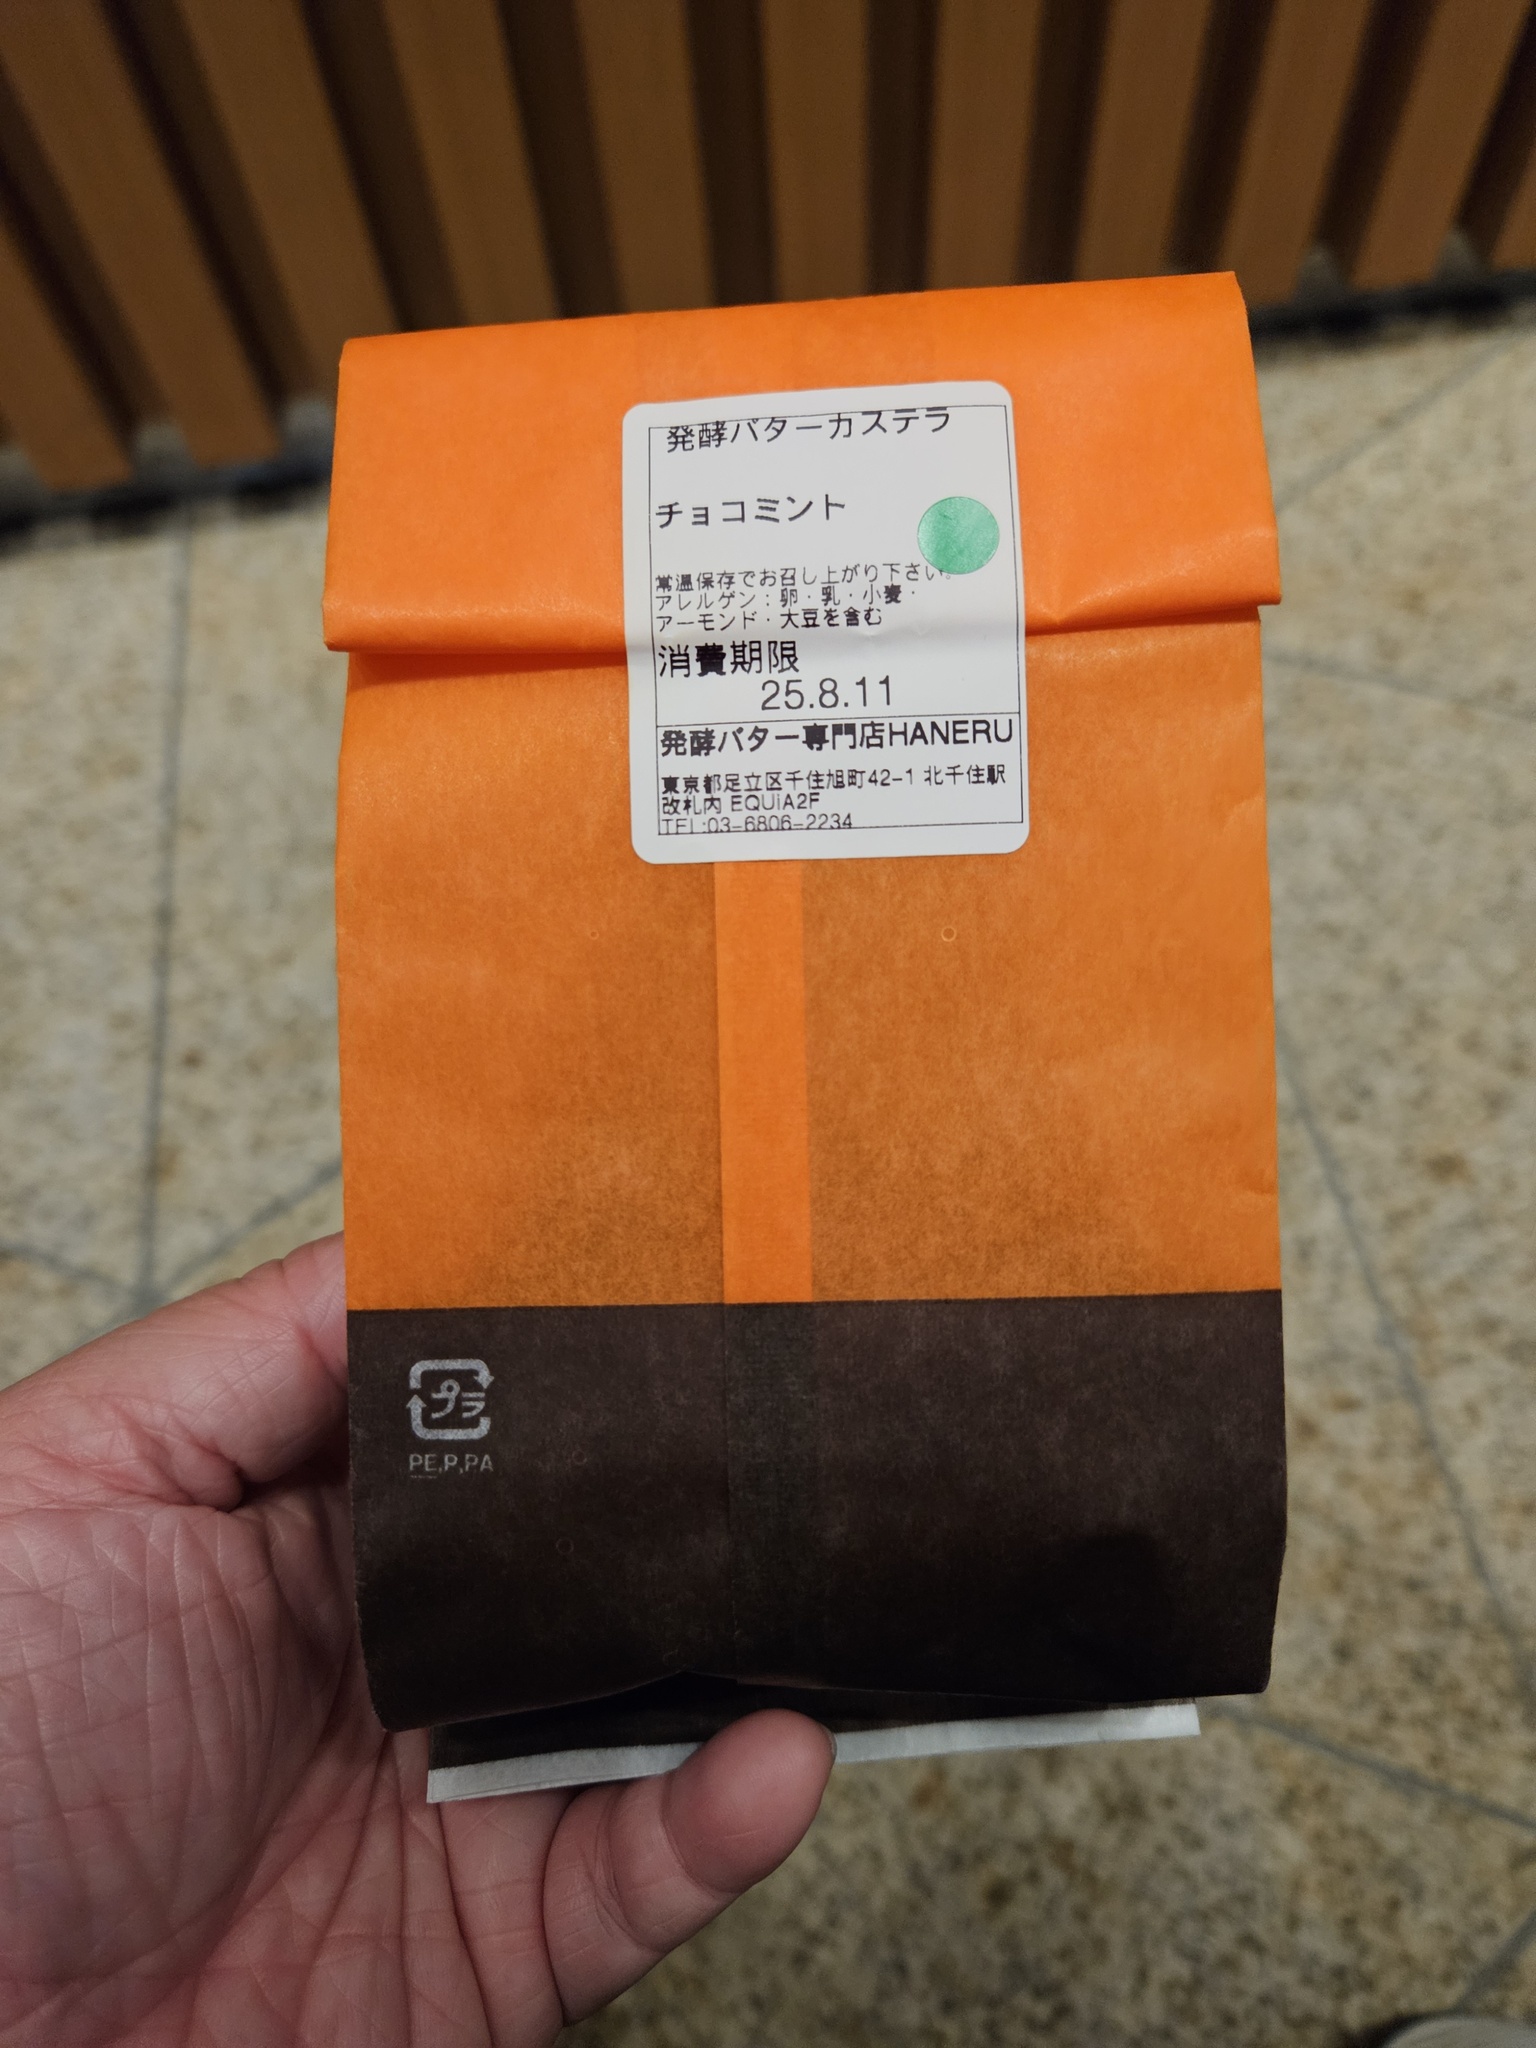 発酵バターカステラ
チョコミント
常温保存でお召し上がり下さい。
アレルゲン：卵・乳・小麦・
アーモンド・大豆を含む
消費期限
25.8.11
発酵バター専門店HANERU
東京都足立区千住旭町42-1 北千住駅
改札内 EQUiA2F
TEL:03-6806-2234
プラ
PE,P,PA